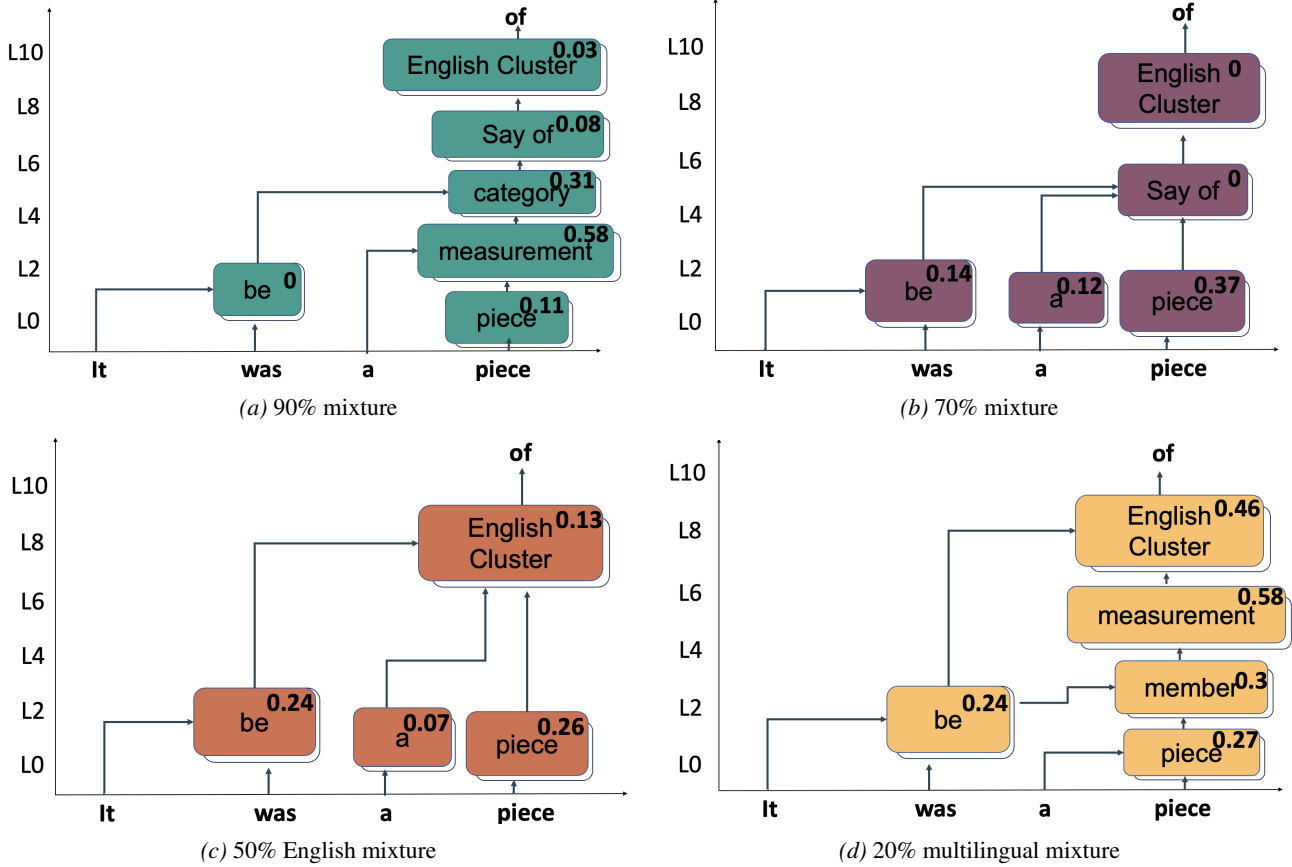 of
L10
English Cluster 0.03
L8
Say of 0.08
L6
category 0.31
L4
measurement 0.58
L2
be 0
piece 0.11
L0
It was a piece
(a) 90% mixture
of
L10
English 0
Cluster
L8
L6
Say of 0
L4
L2
be 0.14
a 0.12
piece 0.37
L0
It was a piece
(b) 70% mixture
of
L10
English 0.13
Cluster
L8
L6
L4
L2
be 0.24
a 0.07
piece 0.26
L0
It was a piece
(c) 50% English mixture
of
L10
English 0.46
Cluster
L8
L6
measurement 0.58
L4
member 0.3
L2
be 0.24
piece 0.27
L0
It was a piece
(d) 20% multilingual mixture